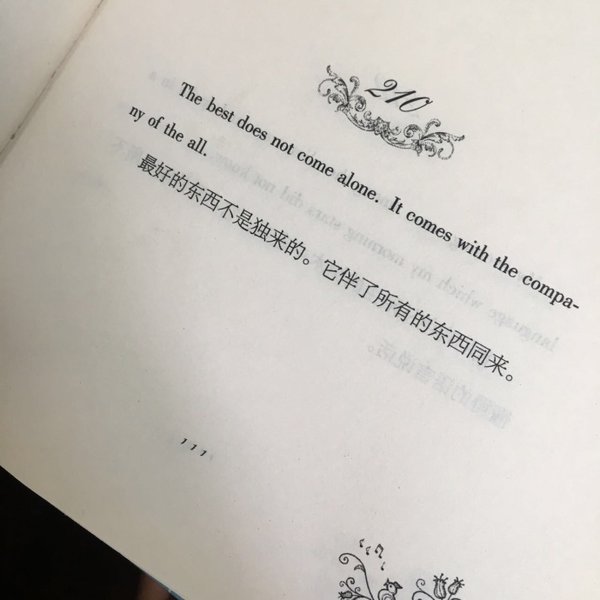 210
The best does not come alone. It comes with the compa-
ny of the all.
最好的东西不是独来的。它伴了所有的东西同来。
111